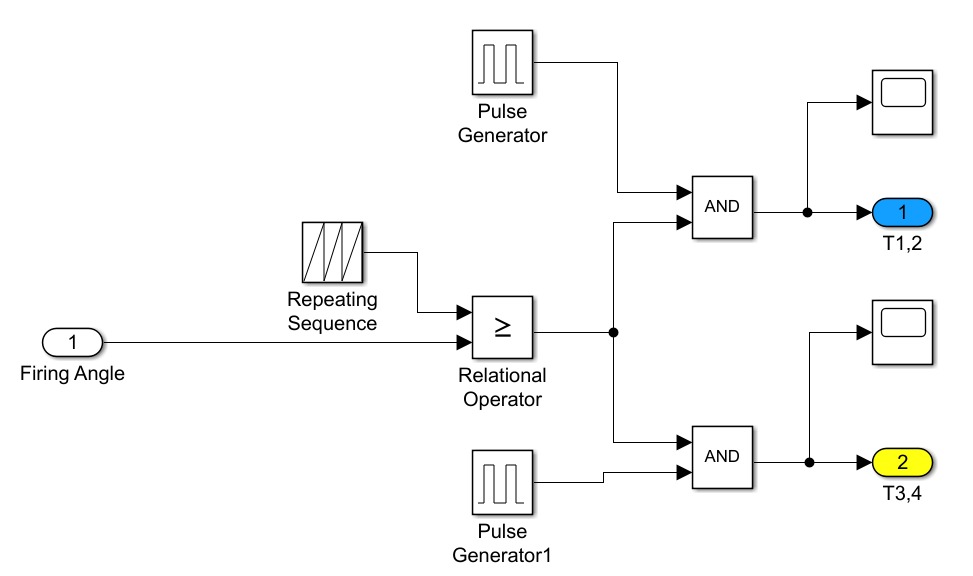 Pulse
Generator
AND
1
T1,2
Repeating
Sequence
1
Firing Angle
≥
Relational
Operator
AND
2
T3,4
Pulse
Generator1